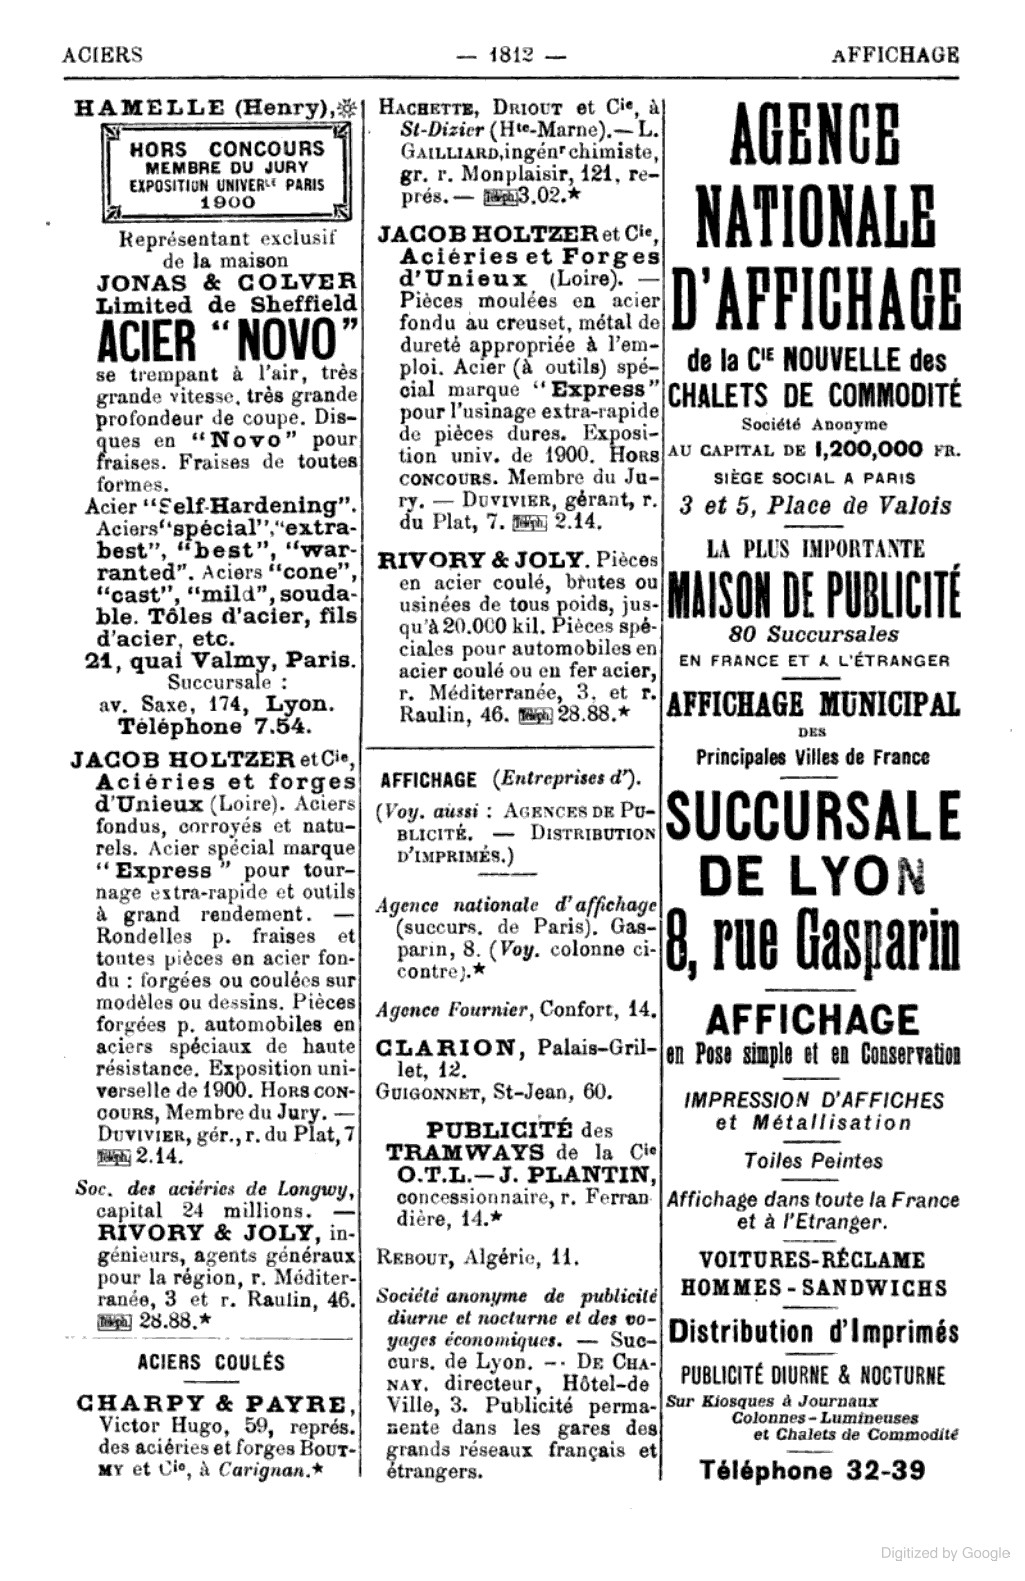 ACIERS — 1812 — AFFICHAGE
HAMELLE (Henry),
HORS CONCOURS
MEMBRE DU JURY
EXPOSITION UNIVERLE PARIS
1900
Représentant exclusif
de la maison
JONAS & COLVER
Limited de Sheffield
ACIER "NOVO"
se trempant à l'air, très
grande vitesse, très grande
profondeur de coupe. Dis-
ques en "Novo" pour
fraises. Fraises de toutes
formes.
Acier "Self-Hardening".
Aciers "spécial", "extra-
best", "best", "war-
ranted". Aciers "cone",
"cast", "mild", souda-
ble. Tôles d'acier, fils
d'acier, etc.
21, quai Valmy, Paris.
Succursale :
av. Saxe, 174, Lyon.
Téléphone 7.54.
JACOB HOLTZER et Cie,
Aciéries et forges
d'Unieux (Loire). Aciers
fondus, corroyés et natu-
rels. Acier spécial marque
"Express" pour tour-
nage extra-rapide et outils
à grand rendement. —
Rondelles p. fraises et
toutes pièces en acier fon-
du : forgées ou coulées sur
modèles ou dessins. Pièces
forgées p. automobiles en
aciers spéciaux de haute
résistance. Exposition uni-
verselle de 1900. HORS CON-
COURS, Membre du Jury. —
DUVIVIER, gér., r. du Plat, 7
Téleph. 2.14.
Soc. des aciéries de Longwy,
capital 24 millions. —
RIVORY & JOLY, in-
génieurs, agents généraux
pour la région, r. Méditer-
ranée, 3 et r. Raulin, 46.
Téleph. 28.88.★
ACIERS COULÉS
CHARPY & PAYRE,
Victor Hugo, 59, représ.
des aciéries et forges BOUT-
MY et Cie, à Carignan.★
HACHETTE, DRIOUT et Cie, à
St-Dizier (Hte-Marne). — L.
GAILLIARD, ingénr chimiste,
gr. r. Monplaisir, 121, re-
prés. — Téleph. 3.02.★
JACOB HOLTZER et Cie,
Aciéries et Forges
d'Unieux (Loire). —
Pièces moulées en acier
fondu au creuset, métal de
dureté appropriée à l'em-
ploi. Acier (à outils) spé-
cial marque "Express"
pour l'usinage extra-rapide
de pièces dures. Exposi-
tion univ. de 1900. HORS
CONCOURS. Membre du Ju-
ry. — DUVIVIER, gérant, r.
du Plat, 7. Téleph. 2.14.
RIVORY & JOLY. Pièces
en acier coulé, brutes ou
usinées de tous poids, jus-
qu'à 20.000 kil. Pièces spé-
ciales pour automobiles en
acier coulé ou en fer acier,
r. Méditerranée, 3, et r.
Raulin, 46. Téleph. 28.88.★
AFFICHAGE (Entreprises d').
(Voy. aussi : AGENCES DE PU-
BLICITÉ. — DISTRIBUTION
D'IMPRIMÉS.)
Agence nationale d'affichage
(succurs. de Paris). Gas-
parin, 8. (Voy. colonne ci-
contre).★
Agence Fournier, Confort, 14.
CLARION, Palais-Gril-
let, 12.
GUIGONNET, St-Jean, 60.
PUBLICITÉ des
TRAMWAYS de la Cie
O.T.L. — J. PLANTIN,
concessionnaire, r. Ferran
dière, 14.★
REBOUT, Algérie, 11.
Société anonyme de publicité
diurne et nocturne et des vo-
yages économiques. — Suc-
curs. de Lyon. — DE CHA-
NAY, directeur, Hôtel-de
Ville, 3. Publicité perma-
nente dans les gares des
grands réseaux français et
étrangers.
AGENCE
NATIONALE
D'AFFICHAGE
de la CIE NOUVELLE des
CHALETS DE COMMODITÉ
Société Anonyme
AU CAPITAL DE 1,200,000 FR.
SIÈGE SOCIAL A PARIS
3 et 5, Place de Valois
LA PLUS IMPORTANTE
MAISON DE PUBLICITÉ
80 Succursales
EN FRANCE ET A L'ÉTRANGER
AFFICHAGE MUNICIPAL
DES
Principales Villes de France
SUCCURSALE
DE LYON
8, rue Gasparin
AFFICHAGE
en Pose simple et en Conservation
IMPRESSION D'AFFICHES
et Métallisation
Toiles Peintes
Affichage dans toute la France
et à l'Etranger.
VOITURES-RÉCLAME
HOMMES-SANDWICHS
Distribution d'Imprimés
PUBLICITÉ DIURNE & NOCTURNE
Sur Kiosques à Journaux
Colonnes-Lumineuses
et Chalets de Commodité
Téléphone 32-39
Digitized by Google